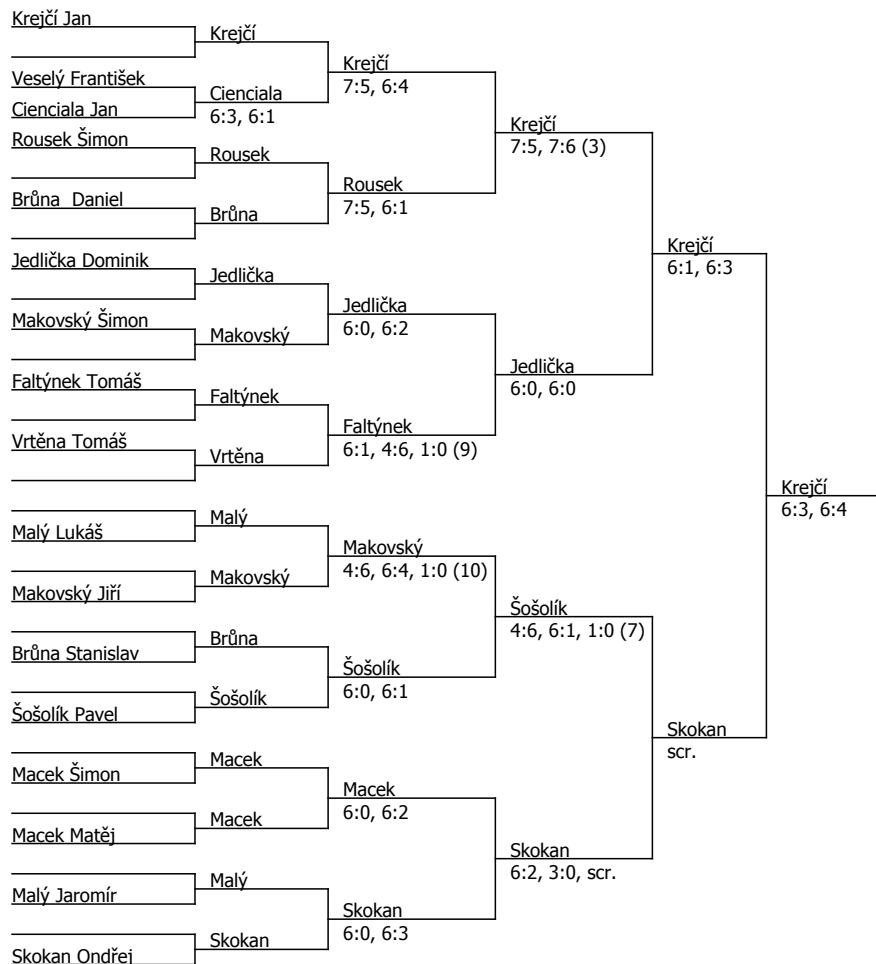 Krejčí Jan
Veselý František
Cienciala Jan
Rousek Šimon
Brůna Daniel
Jedlička Dominik
Makovský Šimon
Faltýnek Tomáš
Vrtěna Tomáš
Malý Lukáš
Makovský Jiří
Brůna Stanislav
Šošolík Pavel
Macek Šimon
Macek Matěj
Malý Jaromír
Skokan Ondřej
Krejčí
Cienciala
6:3, 6:1
Rousek
Brůna
Jedlička
Makovský
Faltýnek
Vrtěna
Malý
Makovský
Brůna
Šošolík
Macek
Macek
Malý
Skokan
Krejčí
7:5, 6:4
Rousek
7:5, 6:1
Jedlička
6:0, 6:2
Faltýnek
6:1, 4:6, 1:0 (9)
Makovský
4:6, 6:4, 1:0 (10)
Šošolík
6:0, 6:1
Macek
6:0, 6:2
Skokan
6:0, 6:3
Krejčí
7:5, 7:6 (3)
Jedlička
6:0, 6:0
Šošolík
4:6, 6:1, 1:0 (7)
Skokan
6:2, 3:0, scr.
Krejčí
6:1, 6:3
Skokan
scr.
Krejčí
6:3, 6:4